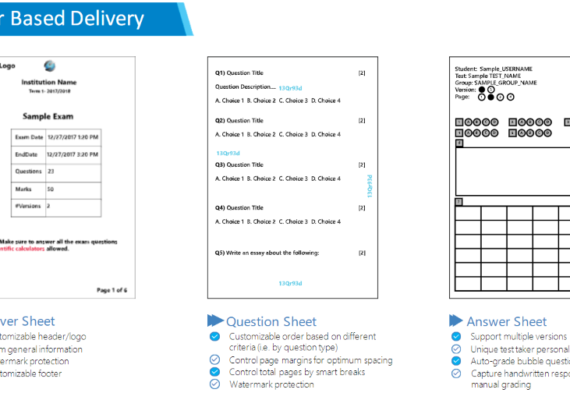 r Based Delivery
Logo
Institution Name
Term I- 2017/2018
Sample Exam
Exam Date 12/27/2017 1:20 PM
EndDate 12/27/2017 3:20 PM
Questions 23
Marks 50
#Versions 2
Make sure to answer all the exam questions
entific calculators allowed.
Page 1 of 6
Q1) Question Title [2]
Question Description....
A. Choice 1 B. Choice 2 C. Choice 3 D. Choice 4
Q2) Question Title [2]
A. Choice 1 B. Choice 2 C. Choice 3 D. Choice 4
Q3) Question Title [2]
A. Choice 1 B. Choice 2 C. Choice 3 D. Choice 4
Q4) Question Title [2]
A. Choice 1 B. Choice 2 C. Choice 3 D. Choice 4
Q5) Write an essay about the following: [2]
Student: Sample_USERNAME
Test: Sample TEST_NAME
Group: SAMPLE_GROUP_NAME
Version:
Page:
ver Sheet
tomizable header/logo
m general information
ermark protection
tomizable footer
Question Sheet
Customizable order based on different
criteria (i.e. by question type)
Control page margins for optimum spacing
Control total pages by smart breaks
Watermark protection
Answer Sheet
Support multiple versions
Unique test taker personal
Auto-grade bubble questi
Capture handwritten respo
manual grading